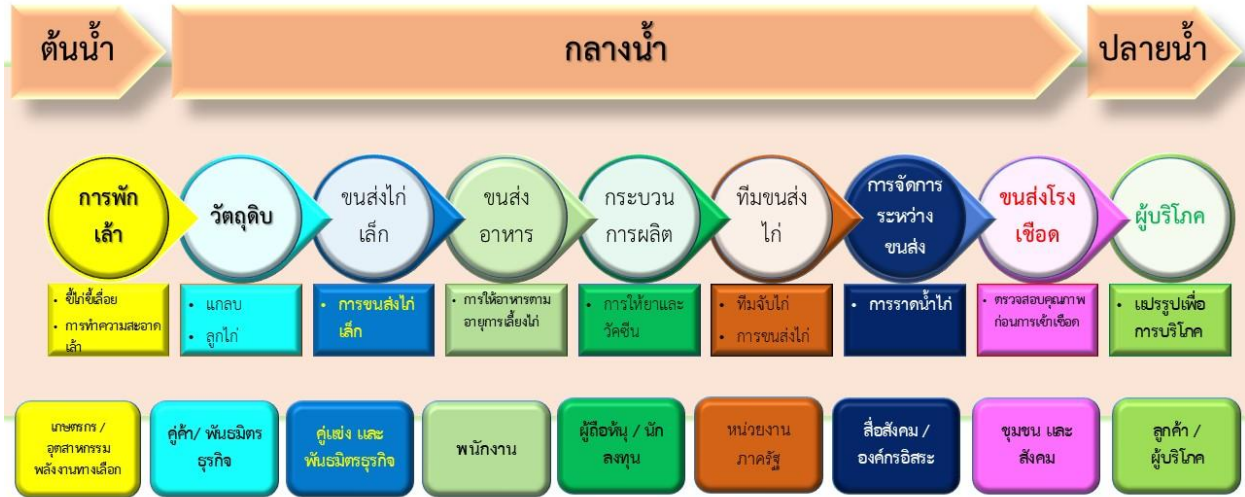 ต้นน้ำ
กลางน้ำ
ปลายน้ำ
การพัก
เล้า
วัตถุดิบ
ขนส่งไก่
เล็ก
ขนส่ง
อาหาร
กระบวน
การผลิต
ทีมขนส่ง
ไก่
การจัดการ
ระหว่าง
ขนส่ง
ขนส่งโรง
เชือด
ผู้บริโภค
• ขี้ไก่ขี้เลื่อย
• การทำความสะอาด
เล้า
• แกลบ
• ลูกไก่
• การขนส่งไก่
เล็ก
• การให้อาหารตาม
อายุการเลี้ยงไก่
• การให้ยาและ
วัคซีน
• ทีมจับไก่
• การขนส่งไก่
• การราดน้ำไก่
• ตรวจสอบคุณภาพ
ก่อนการเข้าเชือด
• แปรรูปเพื่อ
การบริโภค
เกษตรกร /
อุตสาหกรรม
พลังงานทางเลือก
คู่ค้า/ พันธมิตร
ธุรกิจ
คู่แข่ง และ
พันธมิตรธุรกิจ
พนักงาน
ผู้ถือหุ้น / นัก
ลงทุน
หน่วยงาน
ภาครัฐ
สื่อสังคม /
องค์กรอิสระ
ชุมชน และ
สังคม
ลูกค้า /
ผู้บริโภค